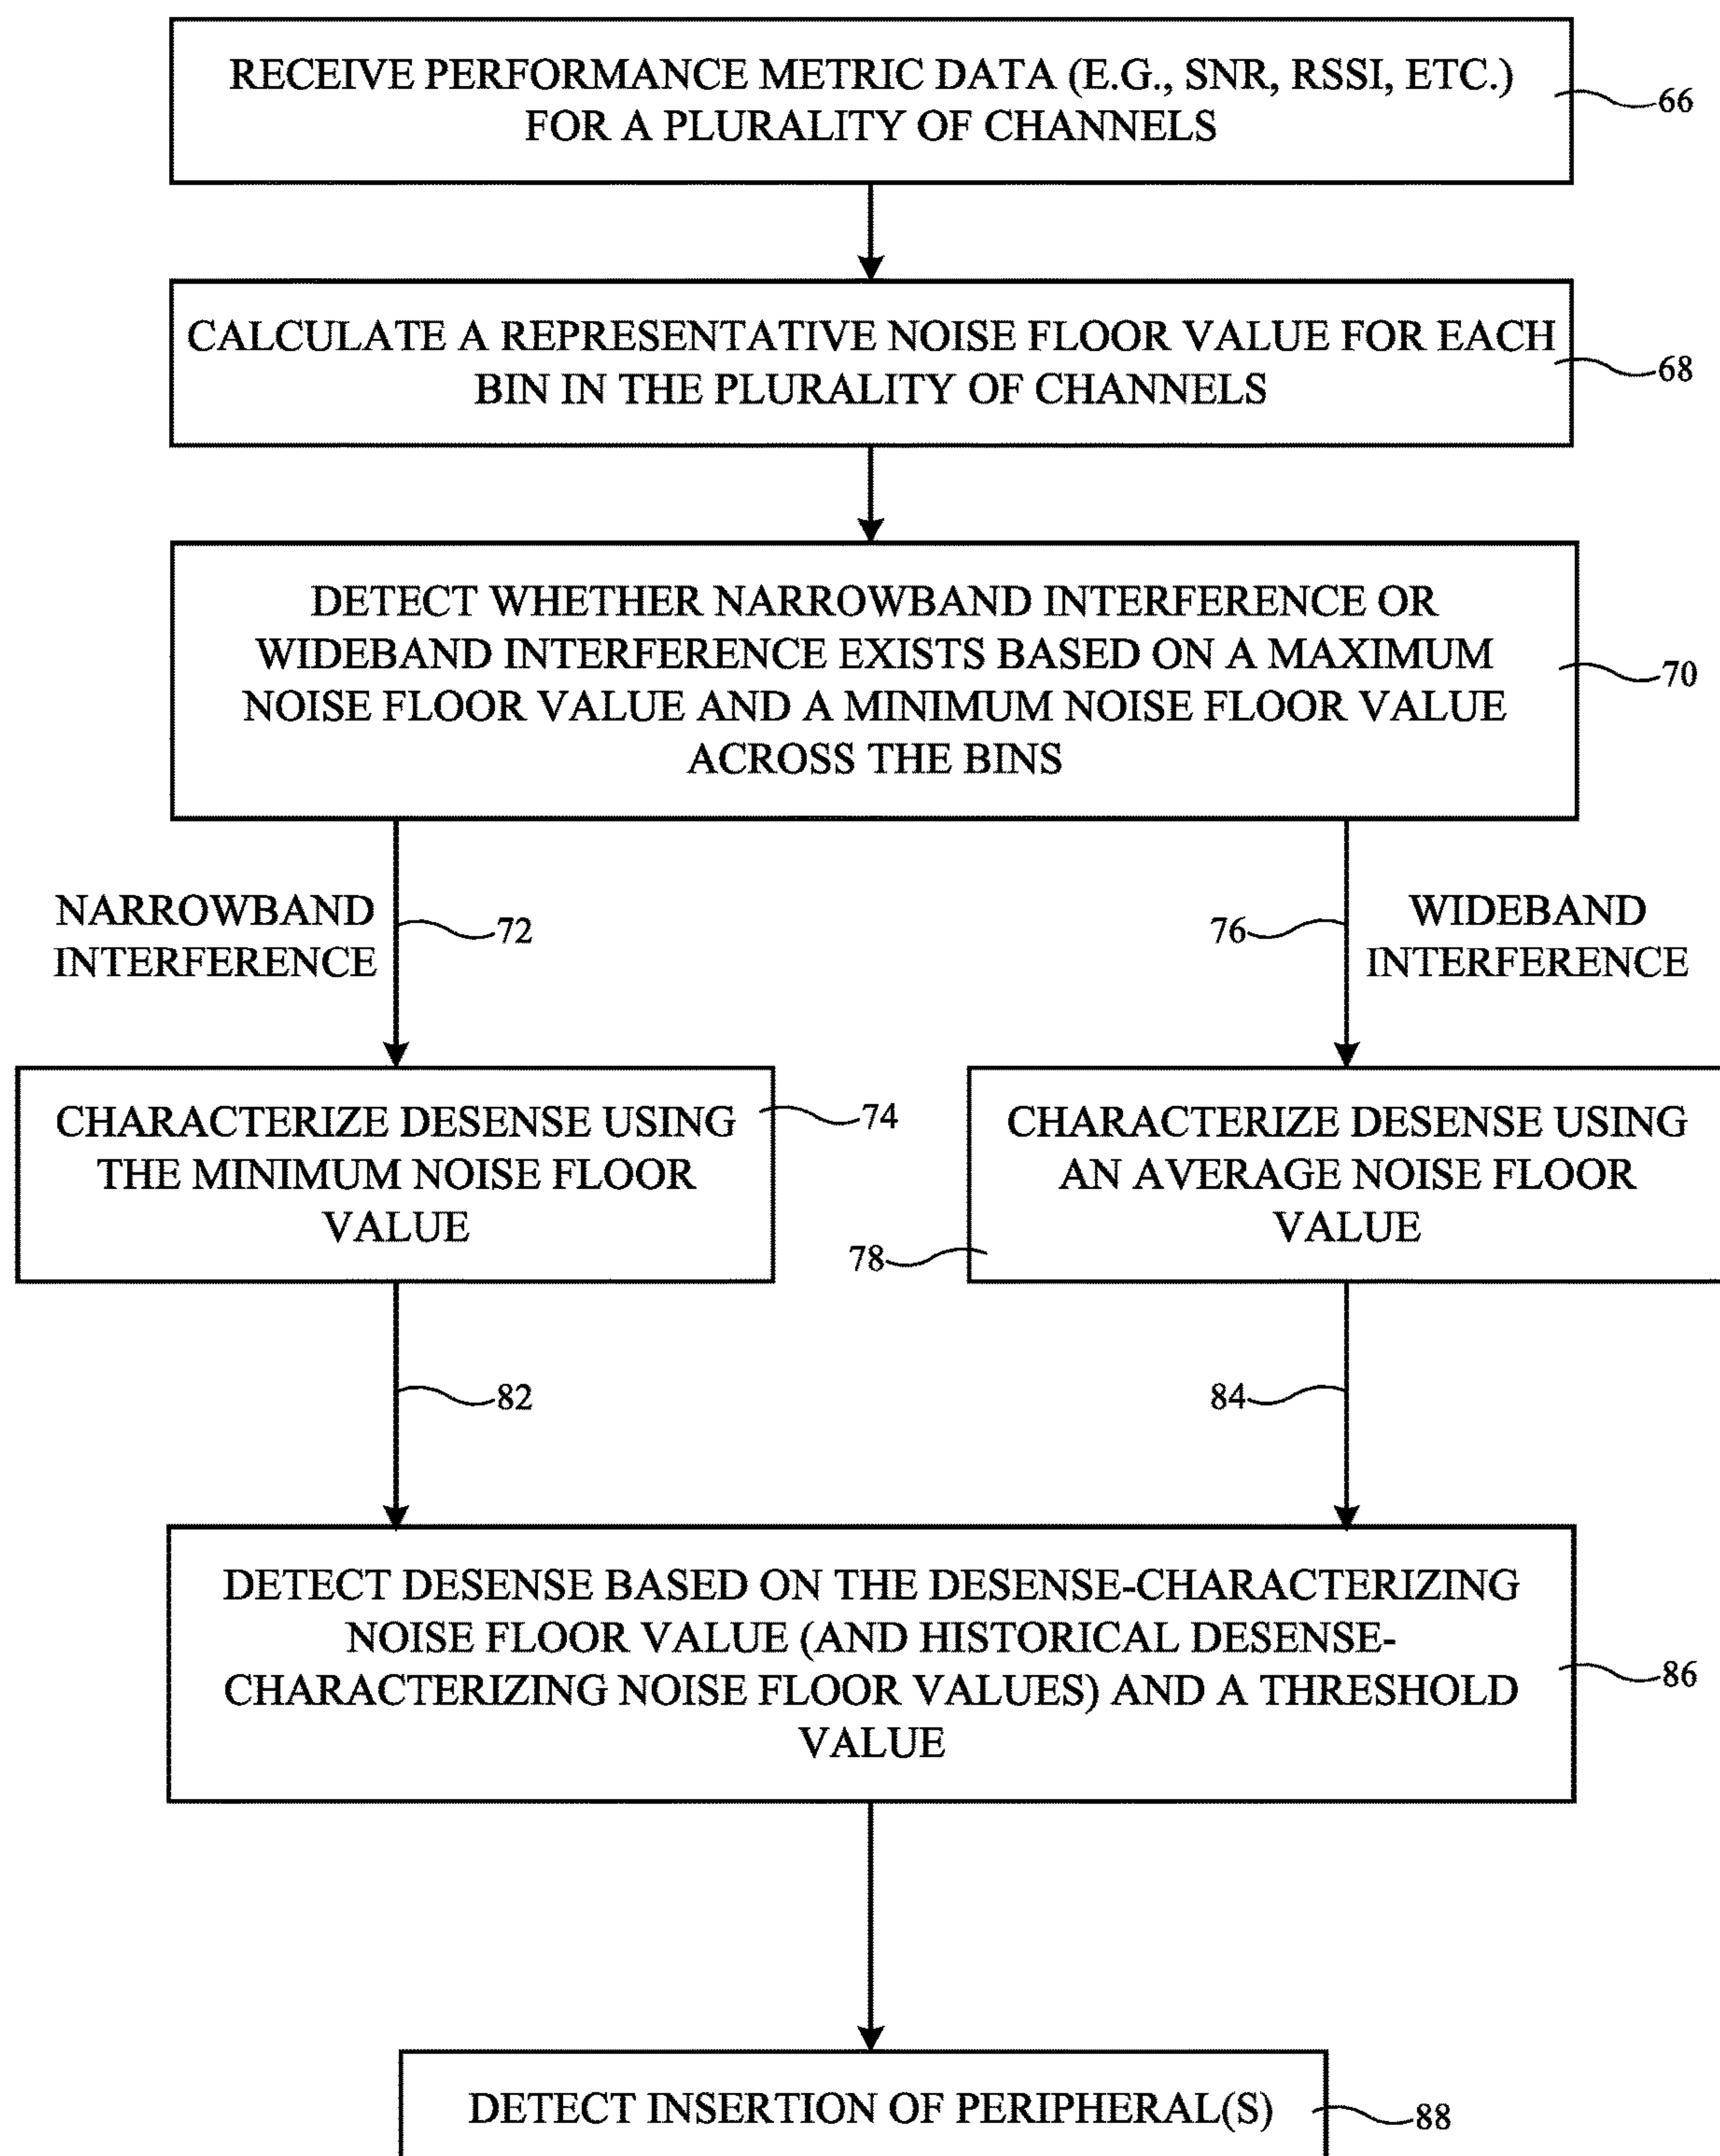 RECEIVE PERFORMANCE METRIC DATA (E.G., SNR, RSSI, ETC.)
FOR A PLURALITY OF CHANNELS
66
CALCULATE A REPRESENTATIVE NOISE FLOOR VALUE FOR EACH
BIN IN THE PLURALITY OF CHANNELS
68
DETECT WHETHER NARROWBAND INTERFERENCE OR
WIDEBAND INTERFERENCE EXISTS BASED ON A MAXIMUM
NOISE FLOOR VALUE AND A MINIMUM NOISE FLOOR VALUE
ACROSS THE BINS
70
NARROWBAND
INTERFERENCE
72
76
WIDEBAND
INTERFERENCE
CHARACTERIZE DESENSE USING
THE MINIMUM NOISE FLOOR
VALUE
74
CHARACTERIZE DESENSE USING
AN AVERAGE NOISE FLOOR
VALUE
78
82
84
DETECT DESENSE BASED ON THE DESENSE-CHARACTERIZING
NOISE FLOOR VALUE (AND HISTORICAL DESENSE-
CHARACTERIZING NOISE FLOOR VALUES) AND A THRESHOLD
VALUE
86
DETECT INSERTION OF PERIPHERAL(S)
88